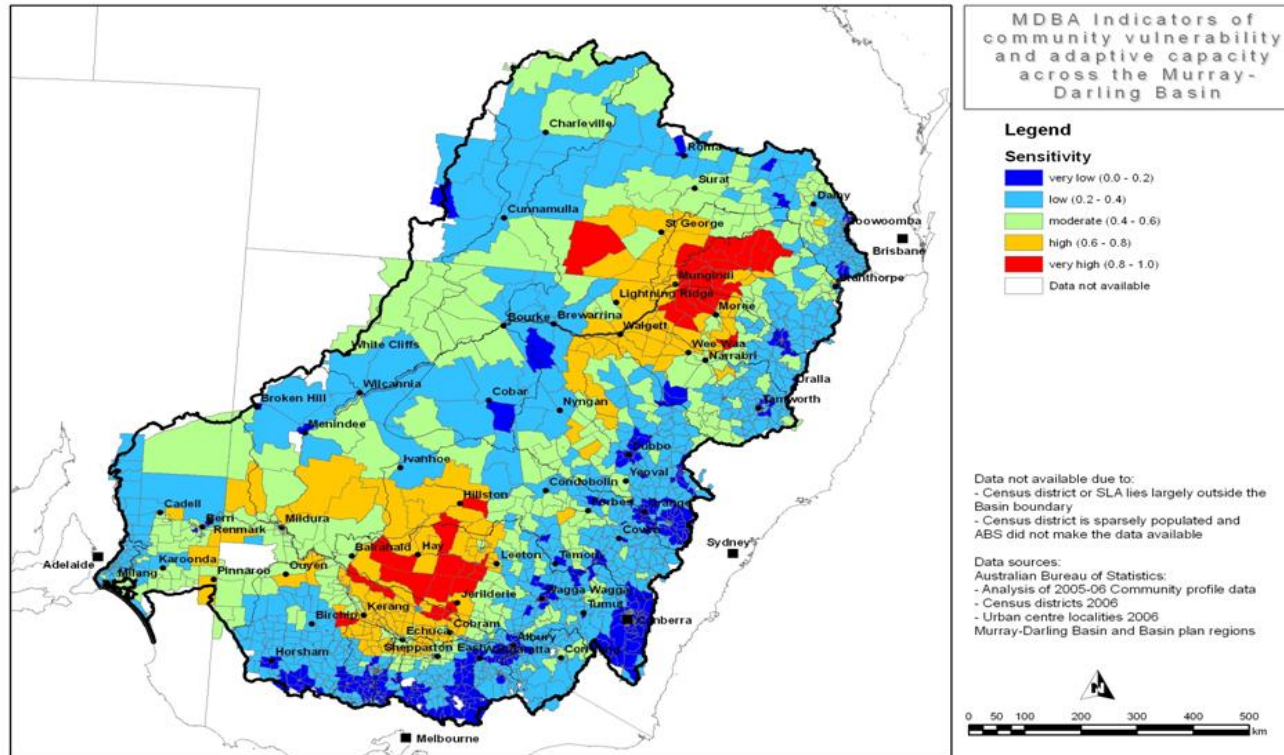 MDBA Indicators of
community vulnerability
and adaptive capacity
across the Murray-
Darling Basin
Legend
Sensitivity
very low (0.0 - 0.2)
low (0.2 - 0.4)
moderate (0.4 - 0.6)
high (0.6 - 0.8)
very high (0.8 - 1.0)
Data not available
Charleville
Roma
Surat
Dalby
Cunnamulla
St George
Brisbane
Mungindi
Lightning Ridge
Moree
Bourke
Brewarrina
Walgett
White Cliffs
Wee Waa
Narrabri
Wilcannia
Cobar
Broken Hill
Nyngan
Tamworth
Menindee
Dubbo
Ivanhoe
Yeoval
Condobolin
Hillston
Forbes
Cadell
Berri
Renmark
Mildura
Cowra
Sydney
Balranald
Hay
Leeton
Adelaide
Karoonda
Ouyen
Milang
Pinnaroo
Jerilderie
Wagga Wagga
Tumut
Birchip
Kerang
Canberra
Cobram
Echuca
Albury
Shepparton East
Horsham
Melbourne
Data not available due to:
- Census district or SLA lies largely outside the
Basin boundary
- Census district is sparsely populated and
ABS did not make the data available
Data sources:
Australian Bureau of Statistics:
- Analysis of 2005-06 Community profile data
- Census districts 2006
- Urban centre localities 2006
Murray-Darling Basin and Basin plan regions
N
0 50 100 200 300 400 500
km